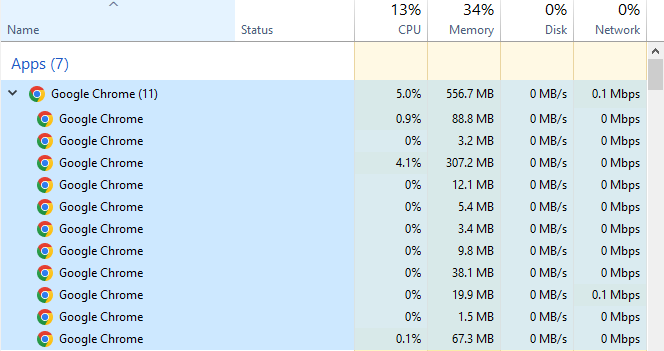 13% 34% 0% 0%
Name Status CPU Memory Disk Network
Apps (7)
Google Chrome (11) 5.0% 556.7 MB 0 MB/s 0.1 Mbps
Google Chrome 0.9% 88.8 MB 0 MB/s 0 Mbps
Google Chrome 0% 3.2 MB 0 MB/s 0 Mbps
Google Chrome 4.1% 307.2 MB 0 MB/s 0 Mbps
Google Chrome 0% 12.1 MB 0 MB/s 0 Mbps
Google Chrome 0% 5.4 MB 0 MB/s 0 Mbps
Google Chrome 0% 3.4 MB 0 MB/s 0 Mbps
Google Chrome 0% 9.8 MB 0 MB/s 0 Mbps
Google Chrome 0% 38.1 MB 0 MB/s 0 Mbps
Google Chrome 0% 19.9 MB 0 MB/s 0.1 Mbps
Google Chrome 0% 1.5 MB 0 MB/s 0 Mbps
Google Chrome 0.1% 67.3 MB 0 MB/s 0 Mbps